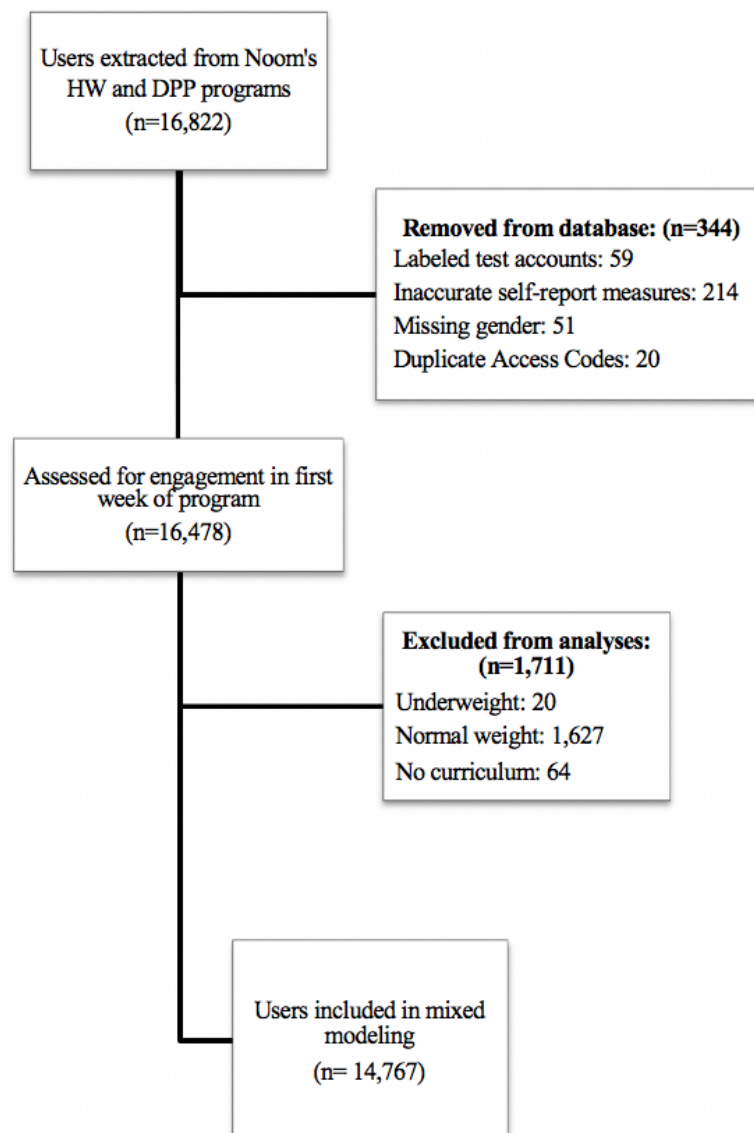 Users extracted from Noom's
HW and DPP programs
(n=16,822)
Removed from database: (n=344)
Labeled test accounts: 59
Inaccurate self-report measures: 214
Missing gender: 51
Duplicate Access Codes: 20
Assessed for engagement in first
week of program
(n=16,478)
Excluded from analyses:
(n=1,711)
Underweight: 20
Normal weight: 1,627
No curriculum: 64
Users included in mixed
modeling
(n= 14,767)